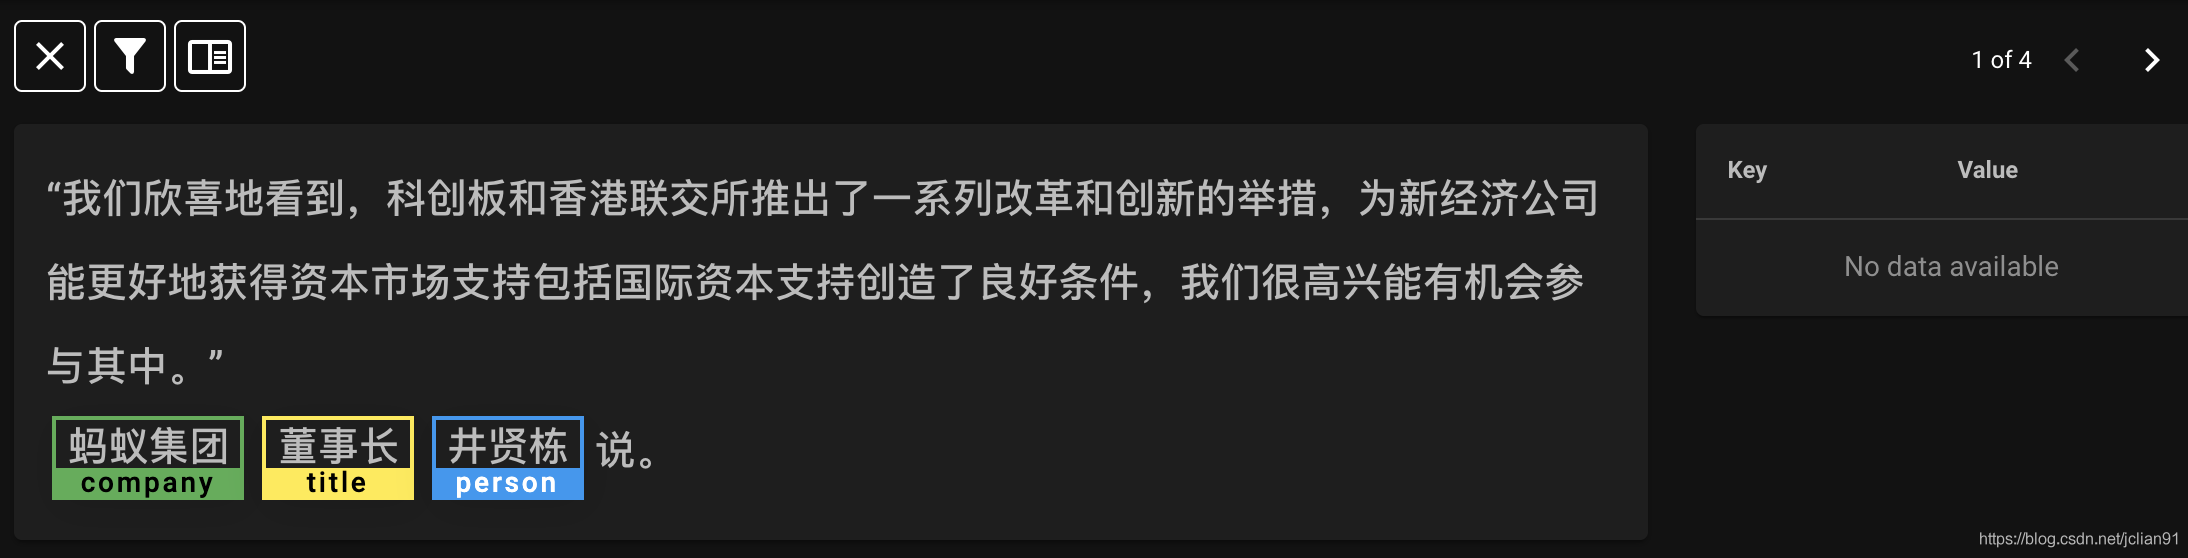 1 of 4
“我们欣喜地看到，科创板和香港联交所推出了一系列改革和创新的举措，为新经济公司
能更好地获得资本市场支持包括国际资本支持创造了良好条件，我们很高兴能有机会参
与其中。”
蚂蚁集团 董事长 井贤栋 说。
company title person
Key Value
No data available
https://blog.csdn.net/jclian91